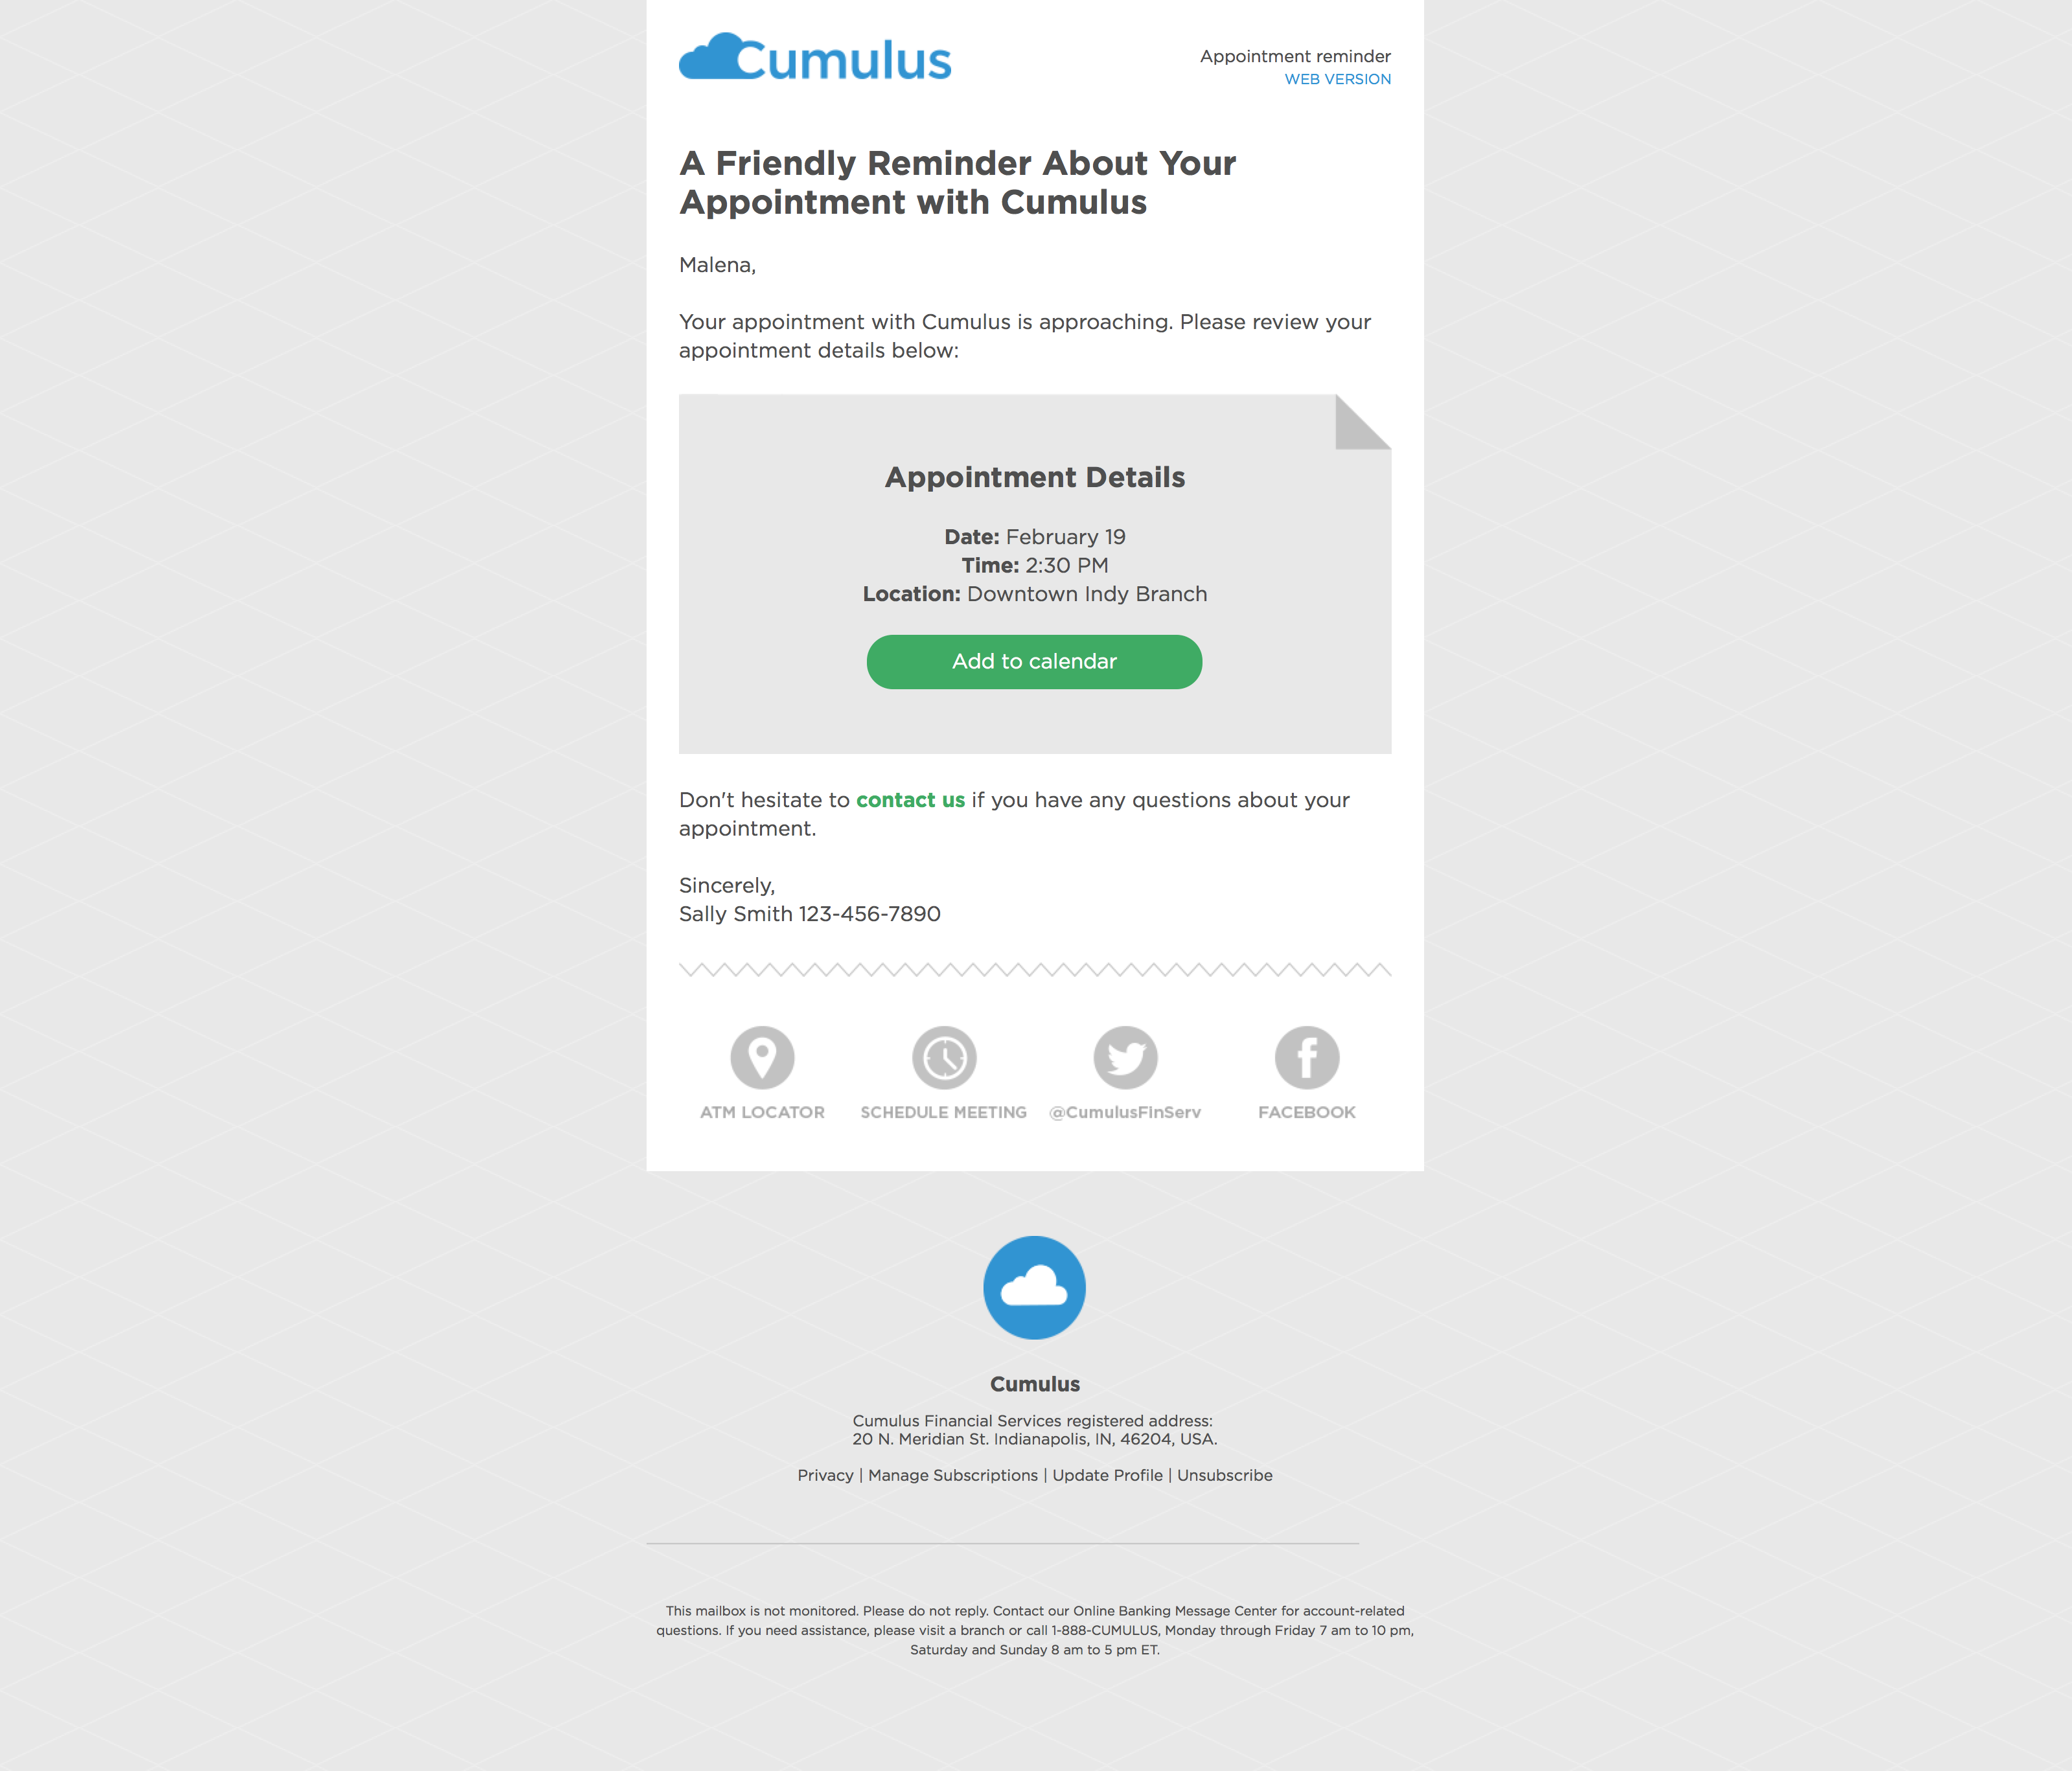 Cumulus
Appointment reminder
WEB VERSION
A Friendly Reminder About Your
Appointment with Cumulus
Malena,
Your appointment with Cumulus is approaching. Please review your
appointment details below:
Appointment Details
Date: February 19
Time: 2:30 PM
Location: Downtown Indy Branch
Add to calendar
Don't hesitate to contact us if you have any questions about your
appointment.
Sincerely,
Sally Smith 123-456-7890
ATM LOCATOR
SCHEDULE MEETING
@CumulusFinServ
FACEBOOK
Cumulus
Cumulus Financial Services registered address:
20 N. Meridian St. Indianapolis, IN, 46204, USA.
Privacy | Manage Subscriptions | Update Profile | Unsubscribe
This mailbox is not monitored. Please do not reply. Contact our Online Banking Message Center for account-related
questions. If you need assistance, please visit a branch or call 1-888-CUMULUS, Monday through Friday 7 am to 10 pm,
Saturday and Sunday 8 am to 5 pm ET.